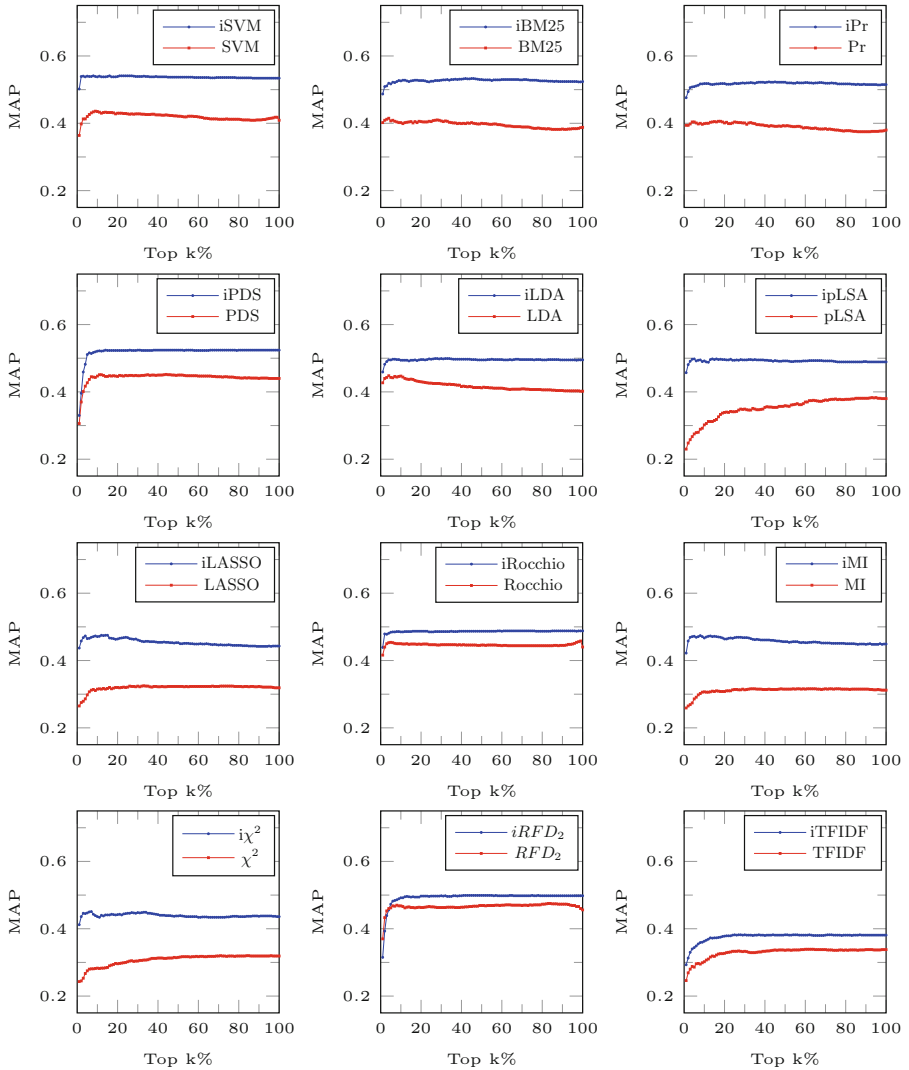 iSVM
SVM
MAP
0.6
0.4
0.2
0 20 40 60 80 100
Top k%
iBM25
BM25
MAP
0.6
0.4
0.2
0 20 40 60 80 100
Top k%
iPr
Pr
MAP
0.6
0.4
0.2
0 20 40 60 80 100
Top k%
iPDS
PDS
MAP
0.6
0.4
0.2
0 20 40 60 80 100
Top k%
iLDA
LDA
MAP
0.6
0.4
0.2
0 20 40 60 80 100
Top k%
ipLSA
pLSA
MAP
0.6
0.4
0.2
0 20 40 60 80 100
Top k%
iLASSO
LASSO
MAP
0.6
0.4
0.2
0 20 40 60 80 100
Top k%
iRocchio
Rocchio
MAP
0.6
0.4
0.2
0 20 40 60 80 100
Top k%
iMI
MI
MAP
0.6
0.4
0.2
0 20 40 60 80 100
Top k%
iχ²
χ²
MAP
0.6
0.4
0.2
0 20 40 60 80 100
Top k%
iRFD₂
RFD₂
MAP
0.6
0.4
0.2
0 20 40 60 80 100
Top k%
iTFIDF
TFIDF
MAP
0.6
0.4
0.2
0 20 40 60 80 100
Top k%